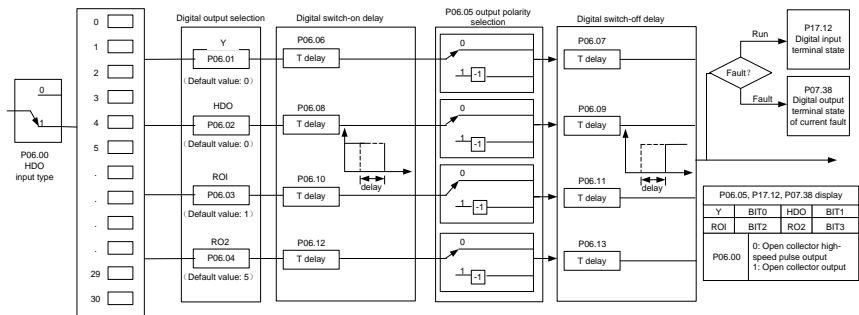 0
1
P06.00
HDO
input type
0
1
2
3
4
5
.
.
.
.
29
30
Digital output selection
Y
P06.01
(Default value: 0)
HDO
P06.02
(Default value: 0)
ROI
P06.03
(Default value: 1)
RO2
P06.04
(Default value: 5)
Digital switch-on delay
P06.06
T delay
P06.08
T delay
delay
P06.10
T delay
P06.12
T delay
P06.05 output polarity
selection
0
1
-1
0
1
-1
0
1
-1
0
1
-1
Digital switch-off delay
P06.07
T delay
P06.09
T delay
delay
P06.11
T delay
P06.13
T delay
Fault?
Run
Fault
P17.12
Digital input
terminal state
P07.38
Digital output
terminal state
of current fault
P06.05, P17.12, P07.38 display
Y BIT0 HDO BIT1
ROI BIT2 RO2 BIT3
P06.00
0: Open collector high-
speed pulse output
1: Open collector output